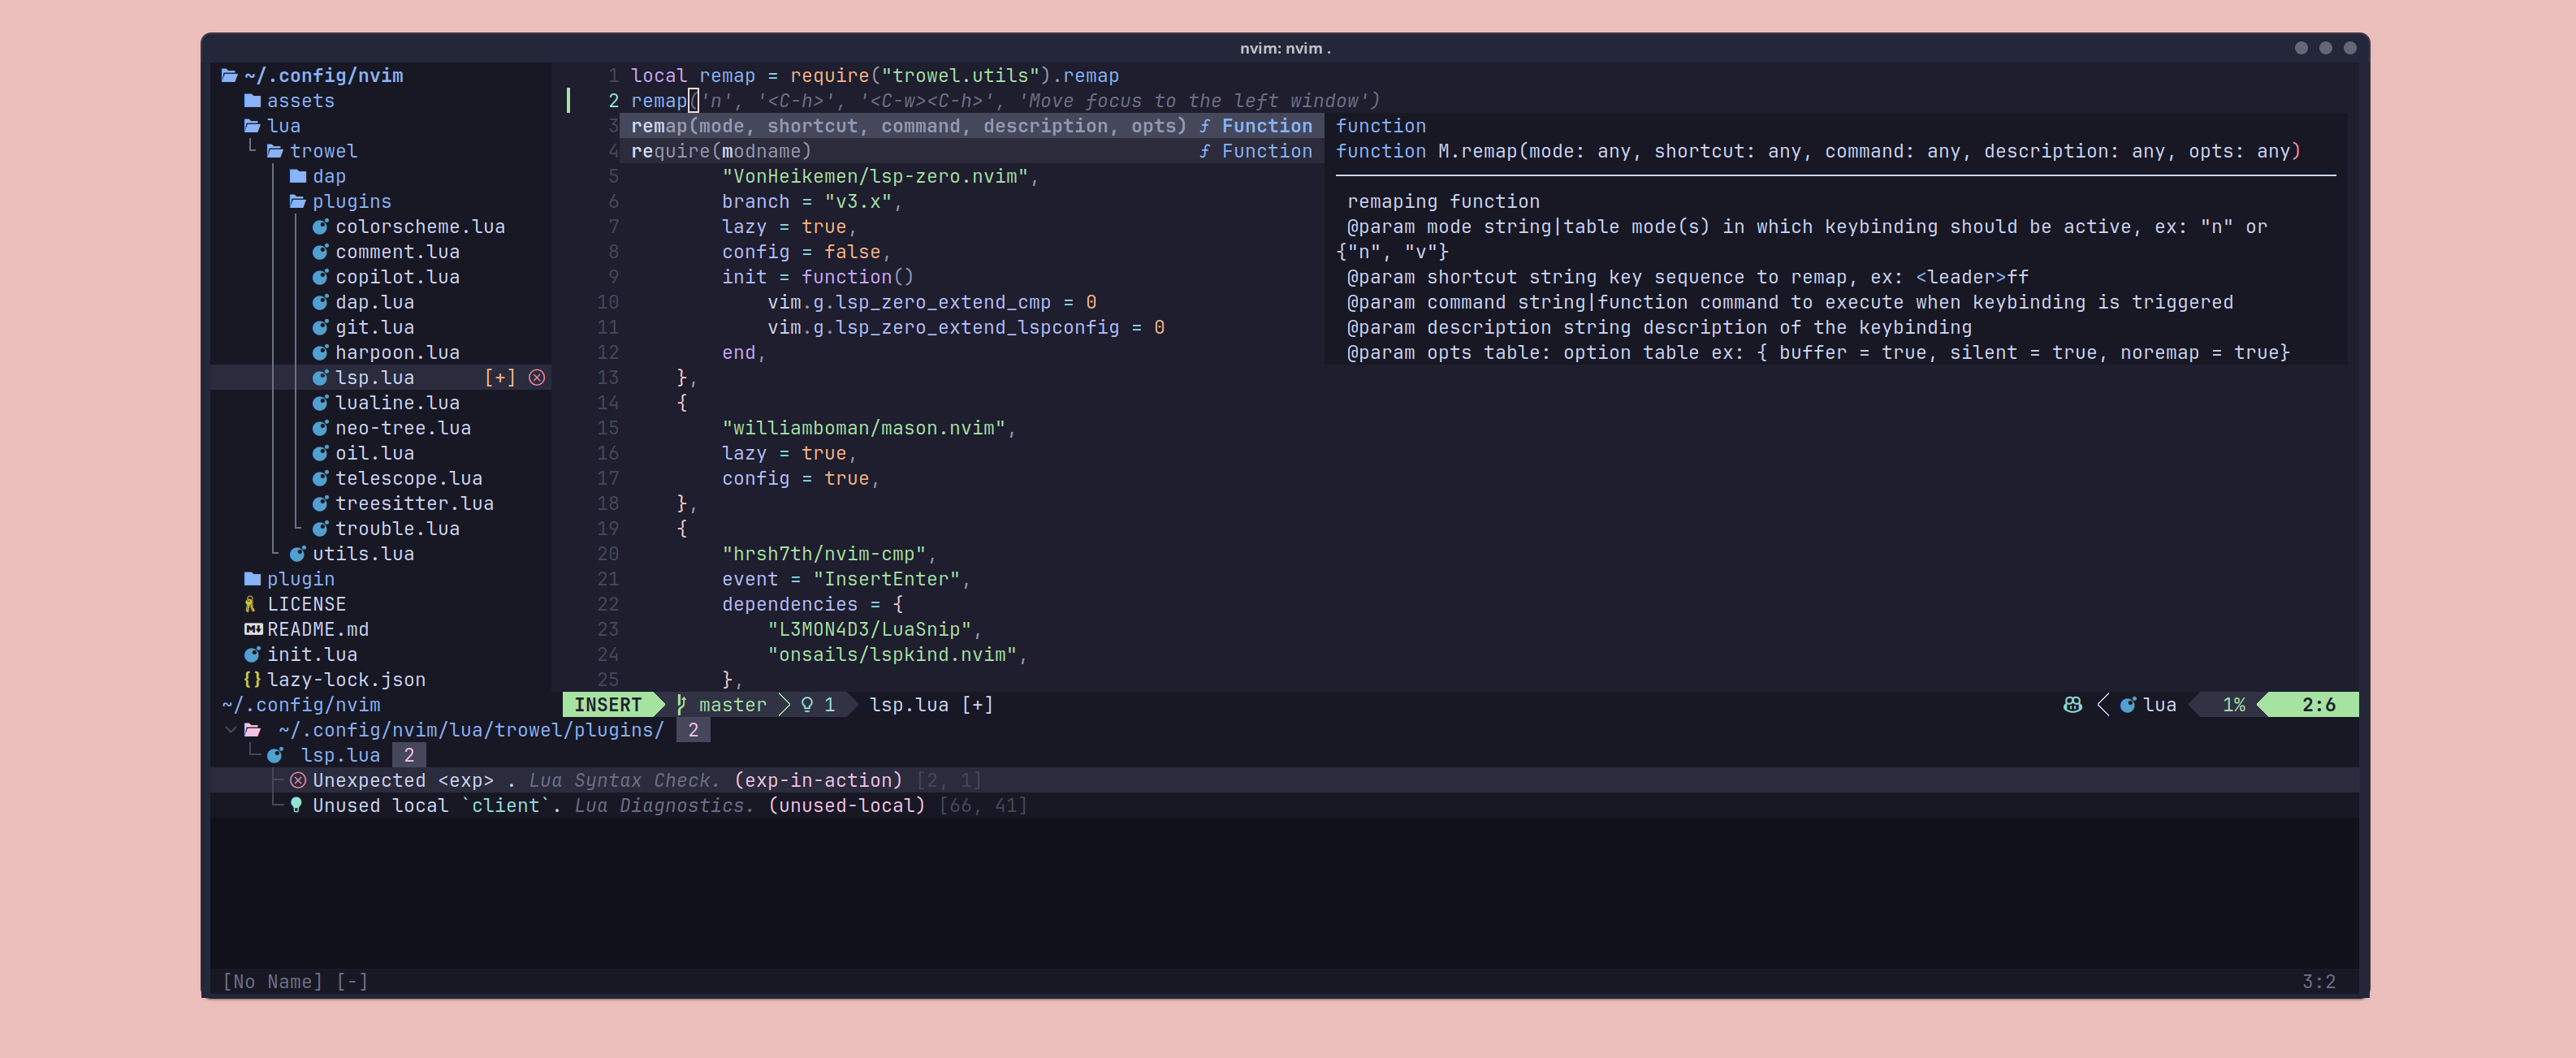 nvim: nvim .
~/.config/nvim
assets
lua
trowel
dap
plugins
colorscheme.lua
comment.lua
copilot.lua
dap.lua
git.lua
harpoon.lua
lsp.lua [+]
lualine.lua
neo-tree.lua
oil.lua
telescope.lua
treesitter.lua
trouble.lua
utils.lua
plugin
LICENSE
README.md
init.lua
{} lazy-lock.json
~/.config/nvim
1 local remap = require("trowel.utils").remap
2 remap('n', '<C-h>', '<C-w><C-h>', 'Move focus to the left window')
3 remap(mode, shortcut, command, description, opts) ƒ Function
4 require(modname) ƒ Function
5 "VonHeikemen/lsp-zero.nvim",
6 branch = "v3.x",
7 lazy = true,
8 config = false,
9 init = function()
10 vim.g.lsp_zero_extend_cmp = 0
11 vim.g.lsp_zero_extend_lspconfig = 0
12 end,
13 },
14 {
15 "williamboman/mason.nvim",
16 lazy = true,
17 config = true,
18 },
19 {
20 "hrsh7th/nvim-cmp",
21 event = "InsertEnter",
22 dependencies = {
23 "L3MON4D3/LuaSnip",
24 "onsails/lspkind.nvim",
25 },
function
function M.remap(mode: any, shortcut: any, command: any, description: any, opts: any)
remaping function
@param mode string|table mode(s) in which keybinding should be active, ex: "n" or
{"n", "v"}
@param shortcut string key sequence to remap, ex: <leader>ff
@param command string|function command to execute when keybinding is triggered
@param description string description of the keybinding
@param opts table: option table ex: { buffer = true, silent = true, noremap = true}
INSERT master 1 lsp.lua [+] lua 1% 2:6
~/.config/nvim/lua/trowel/plugins/ 2
lsp.lua 2
Unexpected <exp> . Lua Syntax Check. (exp-in-action) [2, 1]
Unused local `client`. Lua Diagnostics. (unused-local) [66, 41]
[No Name] [-] 3:2